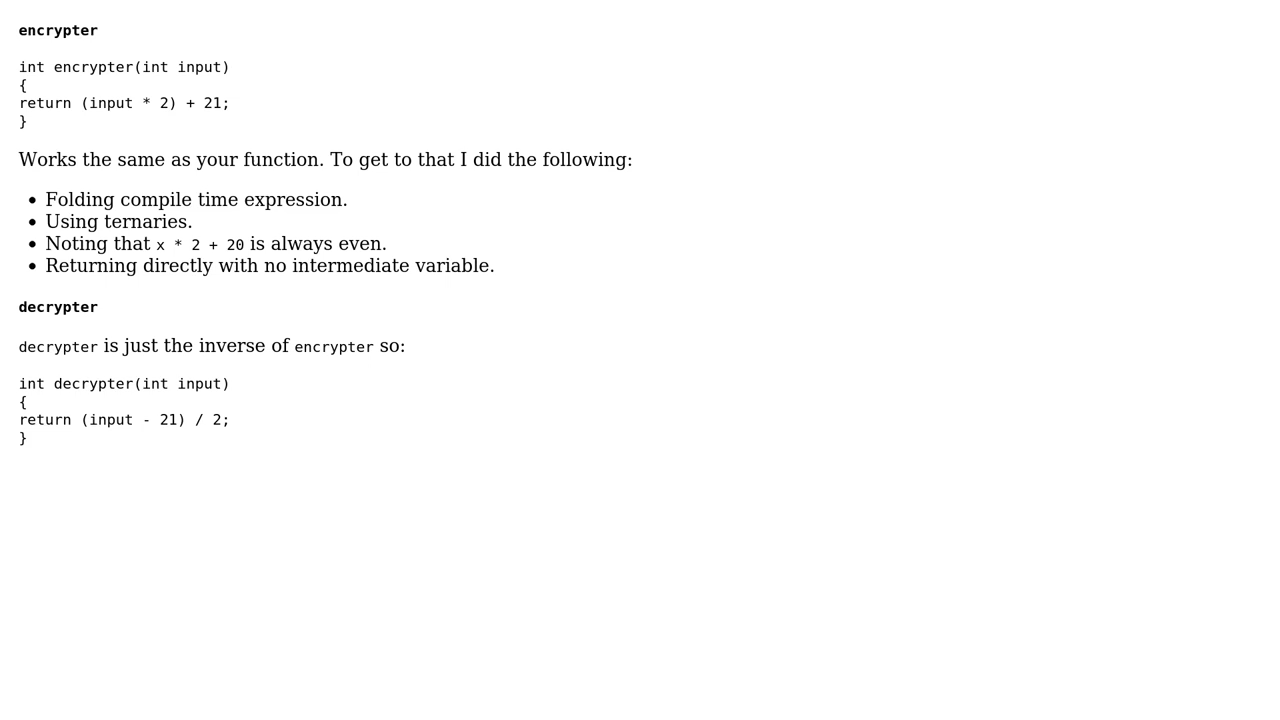 encrypter
int encrypter(int input)
{
return (input * 2) + 21;
}
Works the same as your function. To get to that I did the following:
• Folding compile time expression.
• Using ternaries.
• Noting that x * 2 + 20 is always even.
• Returning directly with no intermediate variable.
decrypter
decrypter is just the inverse of encrypter so:
int decrypter(int input)
{
return (input - 21) / 2;
}